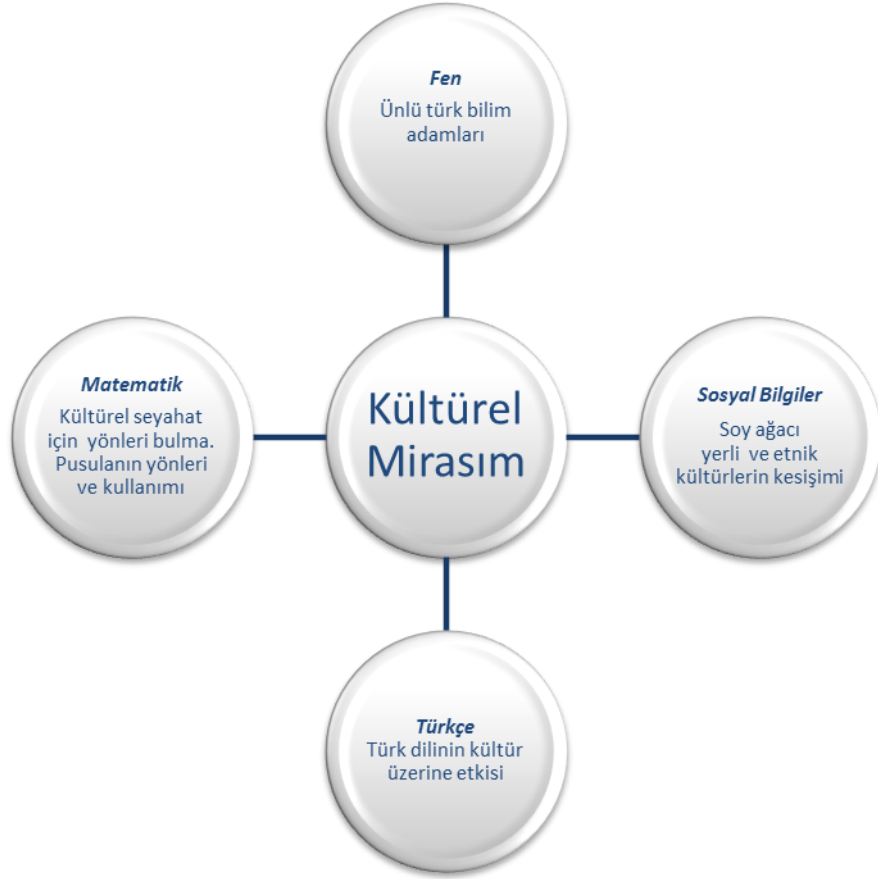 Fen
Ünlü türk bilim
adamları
Matematik
Kültürel seyahat
için yönleri bulma.
Pusulanın yönleri
ve kullanımı
Kültürel
Mirasım
Sosyal Bilgiler
Soy ağacı
yerli ve etnik
kültürlerin kesişimi
Türkçe
Türk dilinin kültür
üzerine etkisi